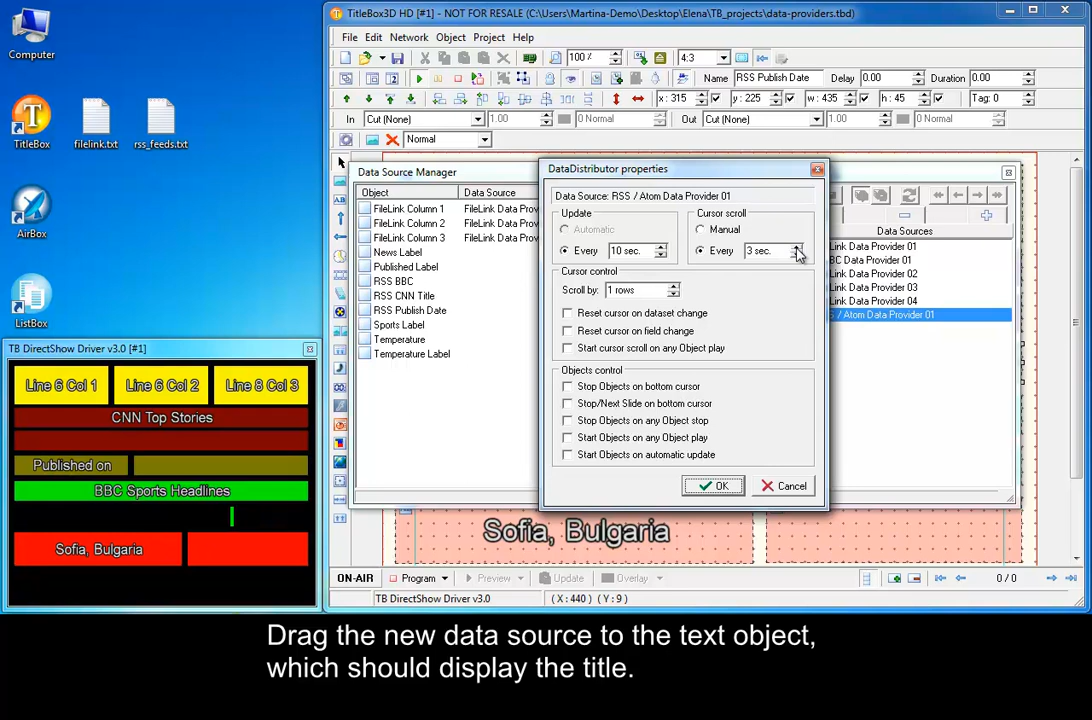 Computer
TitleBox
filelink.txt
rss_feeds.txt
AirBox
ListBox
TB DirectShow Driver v3.0 [#1]
Line 6 Col 1
Line 6 Col 2
Line 8 Col 3
CNN Top Stories
Published on
BBC Sports Headlines
Sofia, Bulgaria
TitleBox3D HD [#1] - NOT FOR RESALE (C:\Users\Martina-Demo\Desktop\Elena\TB_projects\data-providers.tbd)
File Edit Network Object Project Help
100 % 4:3
Name RSS Publish Date Delay 0.00 Duration 0.00
x : 315 y : 225 w : 435 h : 45 Tag: 0
In Cut (None) 1.00 0 Normal Out Cut (None) 1.00 0 Normal
Normal
Data Source Manager
Object Data Source
FileLink Column 1 FileLink Data Pro
FileLink Column 2 FileLink Data Pro
FileLink Column 3 FileLink Data Pro
News Label
Published Label
RSS BBC
RSS CNN Title
RSS Publish Date
Sports Label
Temperature
Temperature Label
DataDistributor properties
Data Source: RSS / Atom Data Provider 01
Update
Automatic
Every 10 sec.
Cursor scroll
Manual
Every 3 sec.
Cursor control
Scroll by: 1 rows
Reset cursor on dataset change
Reset cursor on field change
Start cursor scroll on any Object play
Objects control
Stop Objects on bottom cursor
Stop/Next Slide on bottom cursor
Stop Objects on any Object stop
Start Objects on any Object play
Start Objects on automatic update
OK Cancel
Data Sources
Link Data Provider 01
BC Data Provider 01
Link Data Provider 02
Link Data Provider 03
Link Data Provider 04
/ Atom Data Provider 01
Sofia, Bulgaria
ON-AIR Program Preview Update Overlay 0 / 0
TB DirectShow Driver v3.0 ( X : 440 ) ( Y : 9 )
Drag the new data source to the text object,
which should display the title.